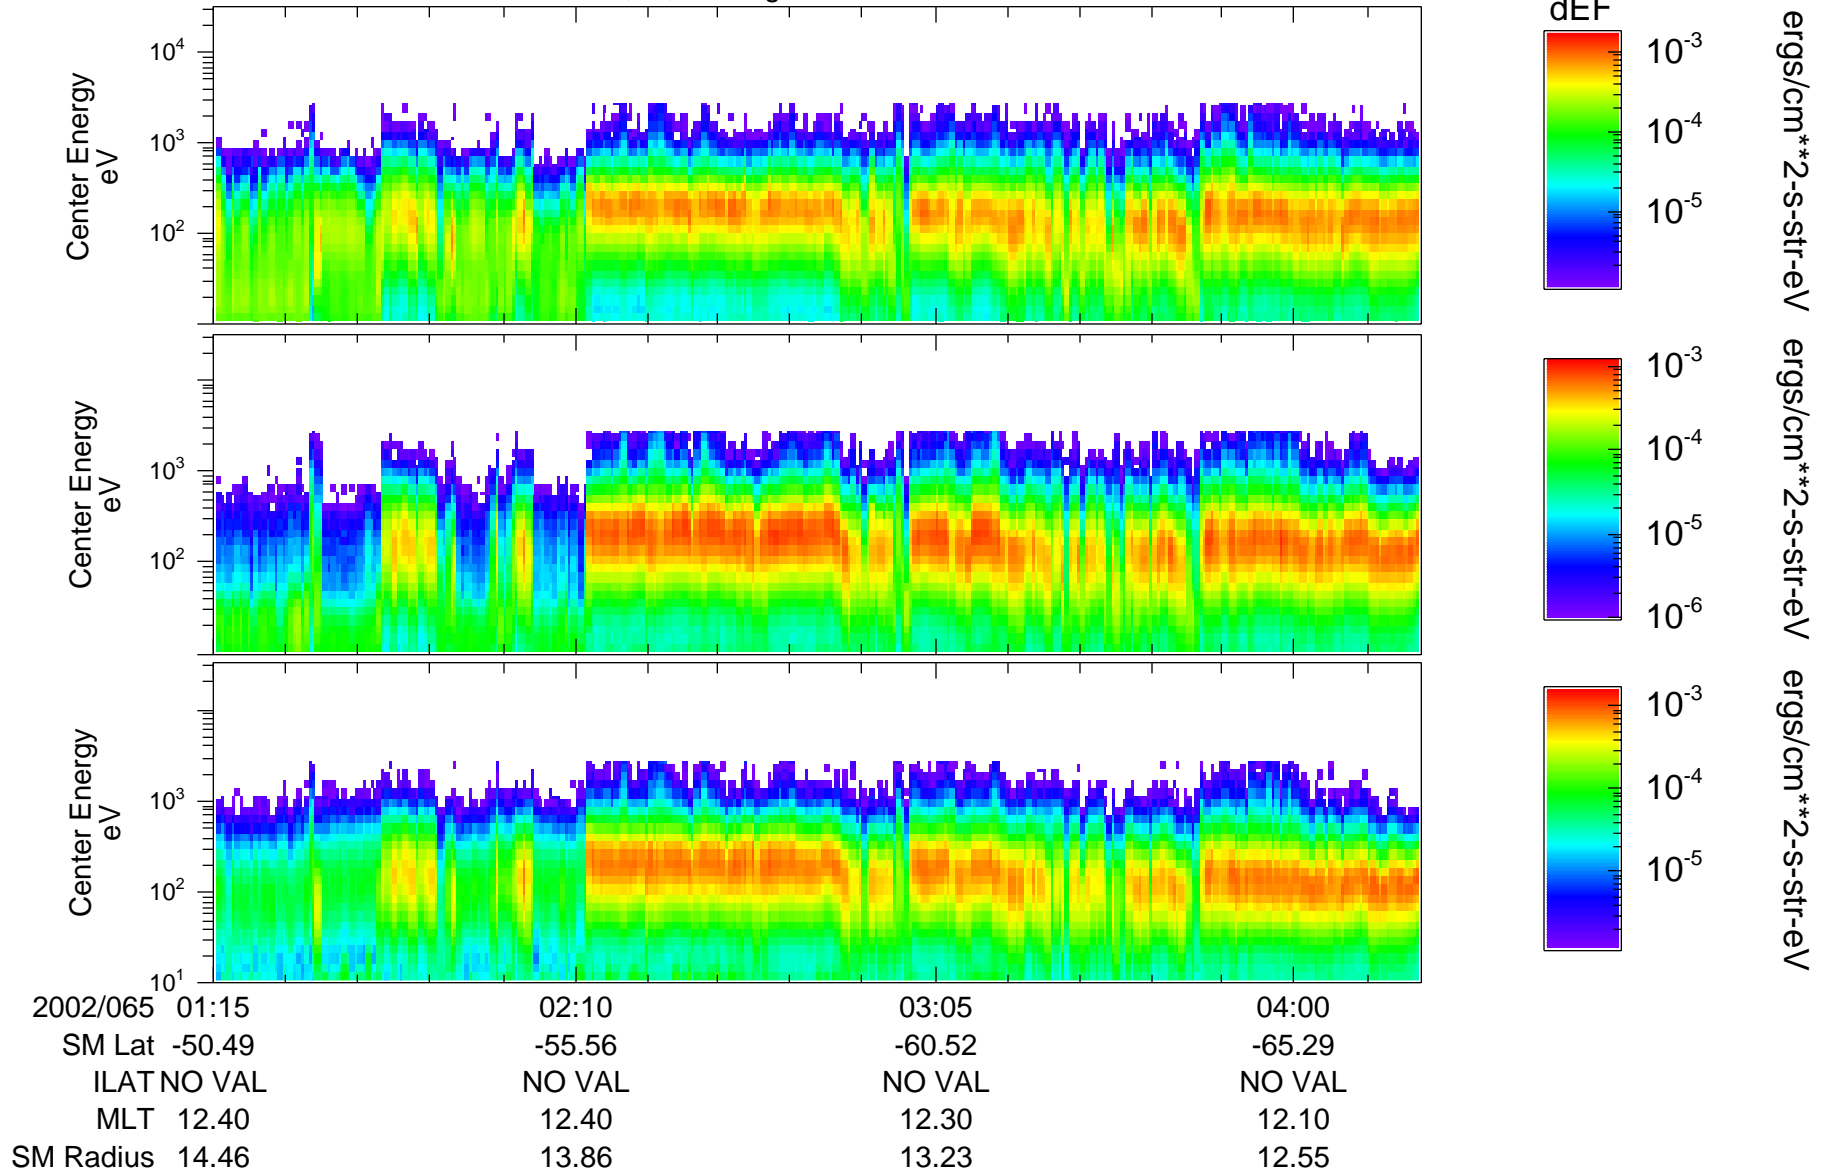 dEF
10^4
10^3
10^2
Center Energy
eV
10^-3
10^-4
10^-5
ergs/cm**2-s-str-eV
10^3
10^2
Center Energy
eV
10^-3
10^-4
10^-5
10^-6
ergs/cm**2-s-str-eV
10^3
10^2
10^1
Center Energy
eV
10^-3
10^-4
10^-5
ergs/cm**2-s-str-eV
2002/065 01:15 02:10 03:05 04:00
SM Lat -50.49 -55.56 -60.52 -65.29
ILAT NO VAL NO VAL NO VAL NO VAL
MLT 12.40 12.40 12.30 12.10
SM Radius 14.46 13.86 13.23 12.55